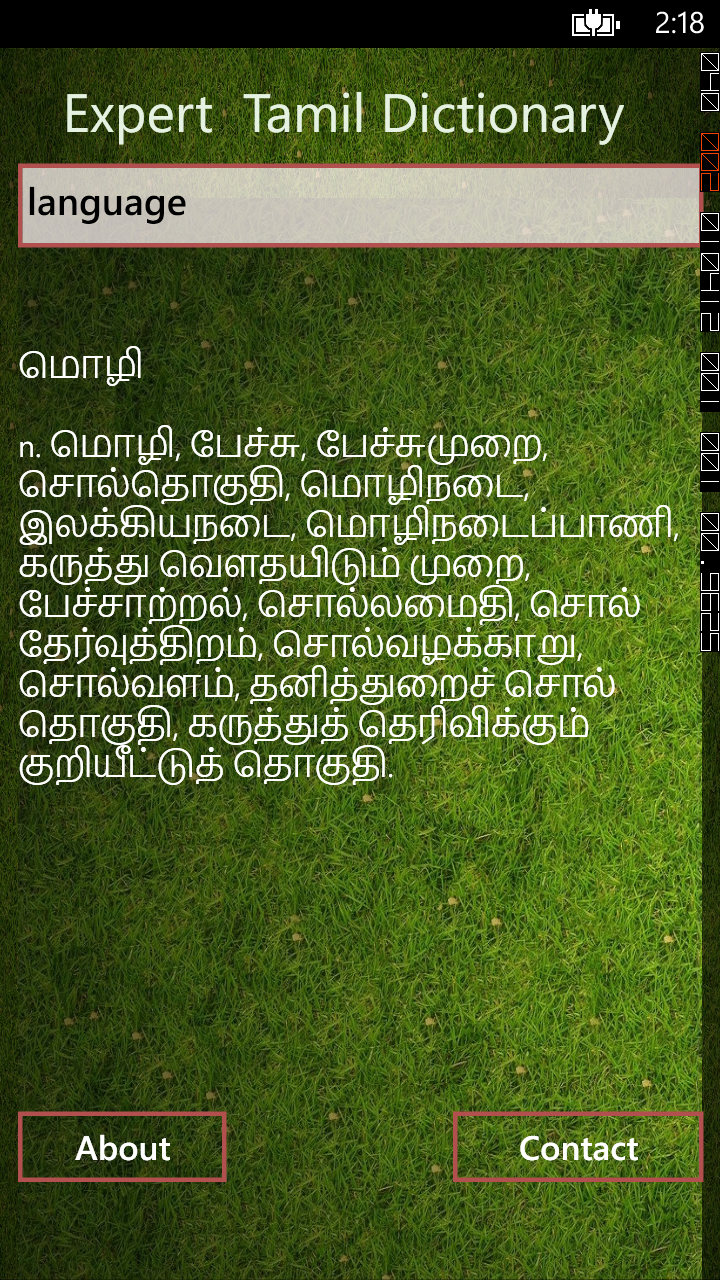 2:18
Expert  Tamil Dictionary
language
மொழி
n. மொழி, பேச்சு, பேச்சுமுறை,
சொல்தொகுதி, மொழிநடை,
இலக்கியநடை, மொழிநடைப்பாணி,
கருத்து வௌதயிடும் முறை,
பேச்சாற்றல், சொல்லமைதி, சொல்
தேர்வுத்திறம், சொல்வழக்காறு,
சொல்வளம், தனித்துறைச் சொல்
தொகுதி, கருத்துத் தெரிவிக்கும்
குறியீட்டுத் தொகுதி.
About
Contact